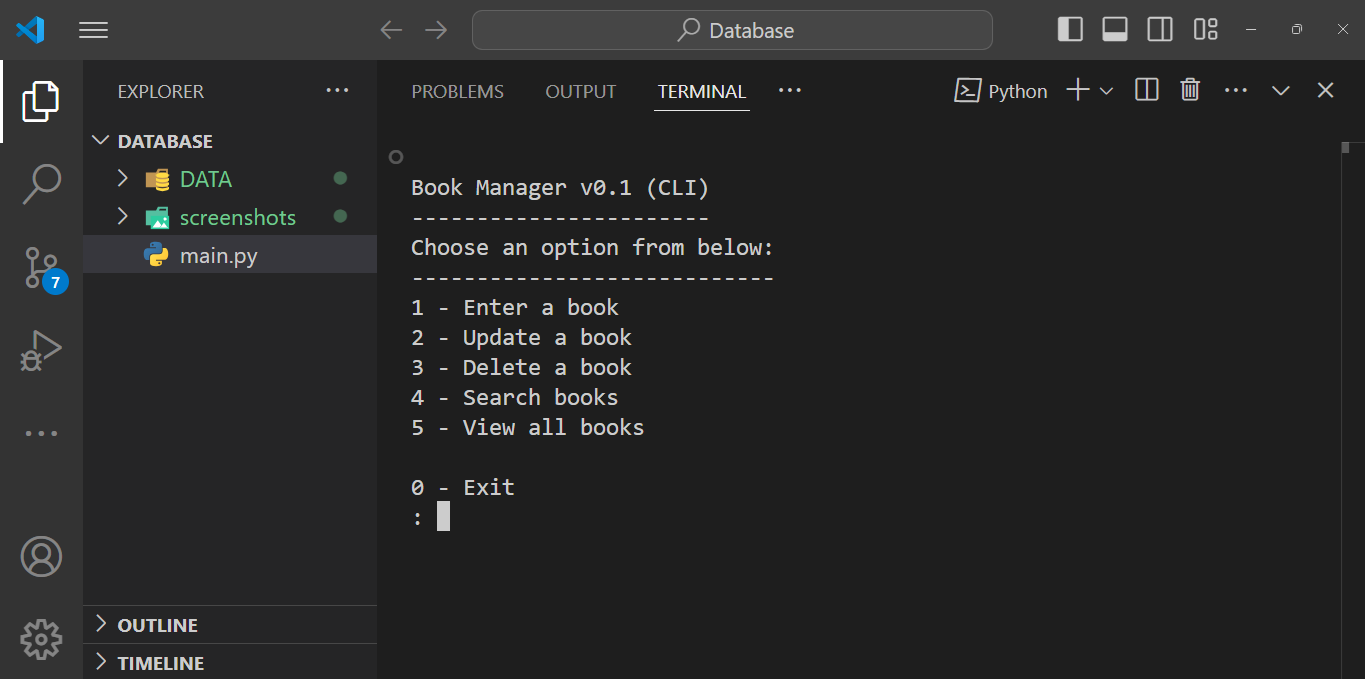 Database
EXPLORER
DATABASE
DATA
screenshots
main.py
7
OUTLINE
TIMELINE
PROBLEMS OUTPUT TERMINAL
Python
Book Manager v0.1 (CLI)
-----------------------
Choose an option from below:
----------------------------
1 - Enter a book
2 - Update a book
3 - Delete a book
4 - Search books
5 - View all books
0 - Exit
: